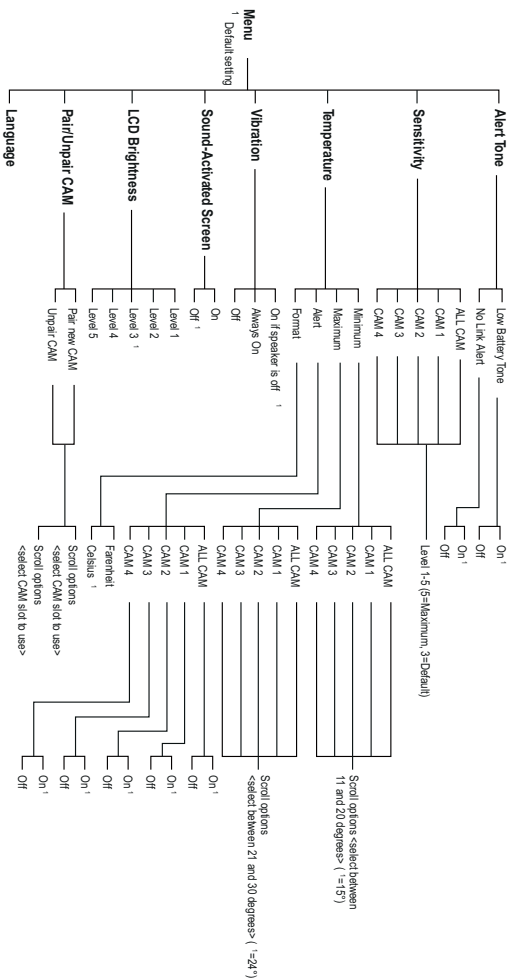 Menu
¹ Default setting
Alert Tone
Low Battery Tone
On ¹
Off
No Link Alert
On ¹
Off
Sensitivity
ALL CAM
CAM 1
CAM 2
CAM 3
CAM 4
Level 1-5 (5=Maximum, 3=Default)
Temperature
Minimum
ALL CAM
CAM 1
CAM 2
CAM 3
CAM 4
Scroll options <select between
11 and 20 degrees> ( ¹=15°)
Maximum
ALL CAM
CAM 1
CAM 2
CAM 3
CAM 4
Scroll options
<select between 21 and 30 degrees> ( ¹=24°)
Alert
ALL CAM
On ¹
Off
CAM 1
On ¹
Off
CAM 2
On ¹
Off
CAM 3
On ¹
Off
CAM 4
On ¹
Off
Format
Farenheit
Celsius ¹
Vibration
On if speaker is off ¹
Always On
Off
Sound-Activated Screen
On
Off ¹
LCD Brightness
Level 1
Level 2
Level 3 ¹
Level 4
Level 5
Pair/Unpair CAM
Pair new CAM
Unpair CAM
Scroll options
<select CAM slot to use>
Scroll options
<select CAM slot to use>
Language